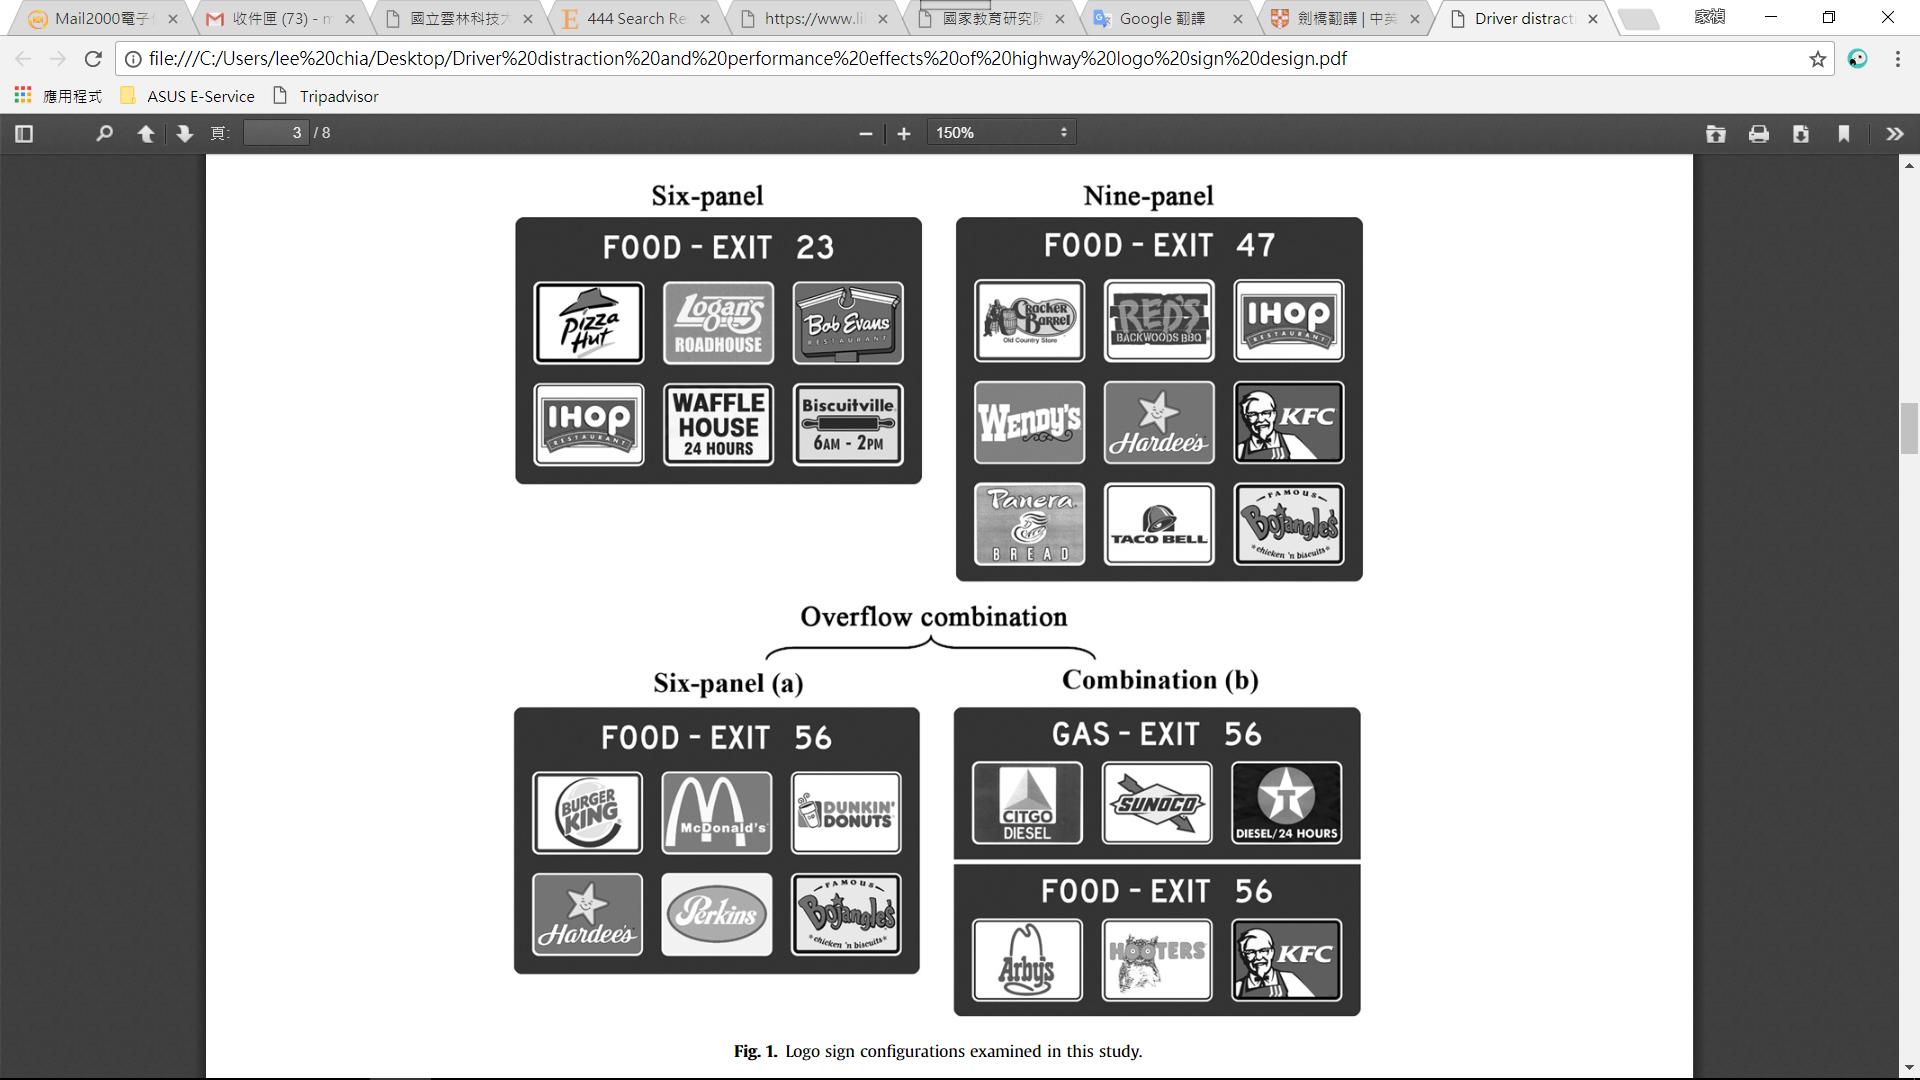 Mail2000電子
收件匣 (73) - m
國立雲林科技大
444 Search Re
https://www.li
國家教育研究院
Google 翻譯
劍橋翻譯 | 中英
Driver distract
家禎
file:///C:/Users/lee%20chia/Desktop/Driver%20distraction%20and%20performance%20effects%20of%20highway%20logo%20sign%20design.pdf
應用程式
ASUS E-Service
Tripadvisor
頁:
3 / 8
150%
Six-panel
FOOD - EXIT 23
Pizza Hut
Logan's ROADHOUSE
Bob Evans RESTAURANT
IHOP RESTAURANT
WAFFLE HOUSE 24 HOURS
Biscuitville 6AM - 2PM
Nine-panel
FOOD - EXIT 47
Cracker Barrel Old Country Store
RED'S BACKWOODS BBQ
IHOP RESTAURANT
WENDY'S
Hardee's
KFC
Panera BREAD
TACO BELL
FAMOUS Bojangles' chicken 'n biscuits
Overflow combination
Six-panel (a)
FOOD - EXIT 56
BURGER KING
McDonald's
DUNKIN' DONUTS
Hardee's
Perkins
FAMOUS Bojangles' chicken 'n biscuits
Combination (b)
GAS - EXIT 56
CITGO DIESEL
SUNOCO
T DIESEL/24 HOURS
FOOD - EXIT 56
Arby's
HOOTERS
KFC
Fig. 1. Logo sign configurations examined in this study.